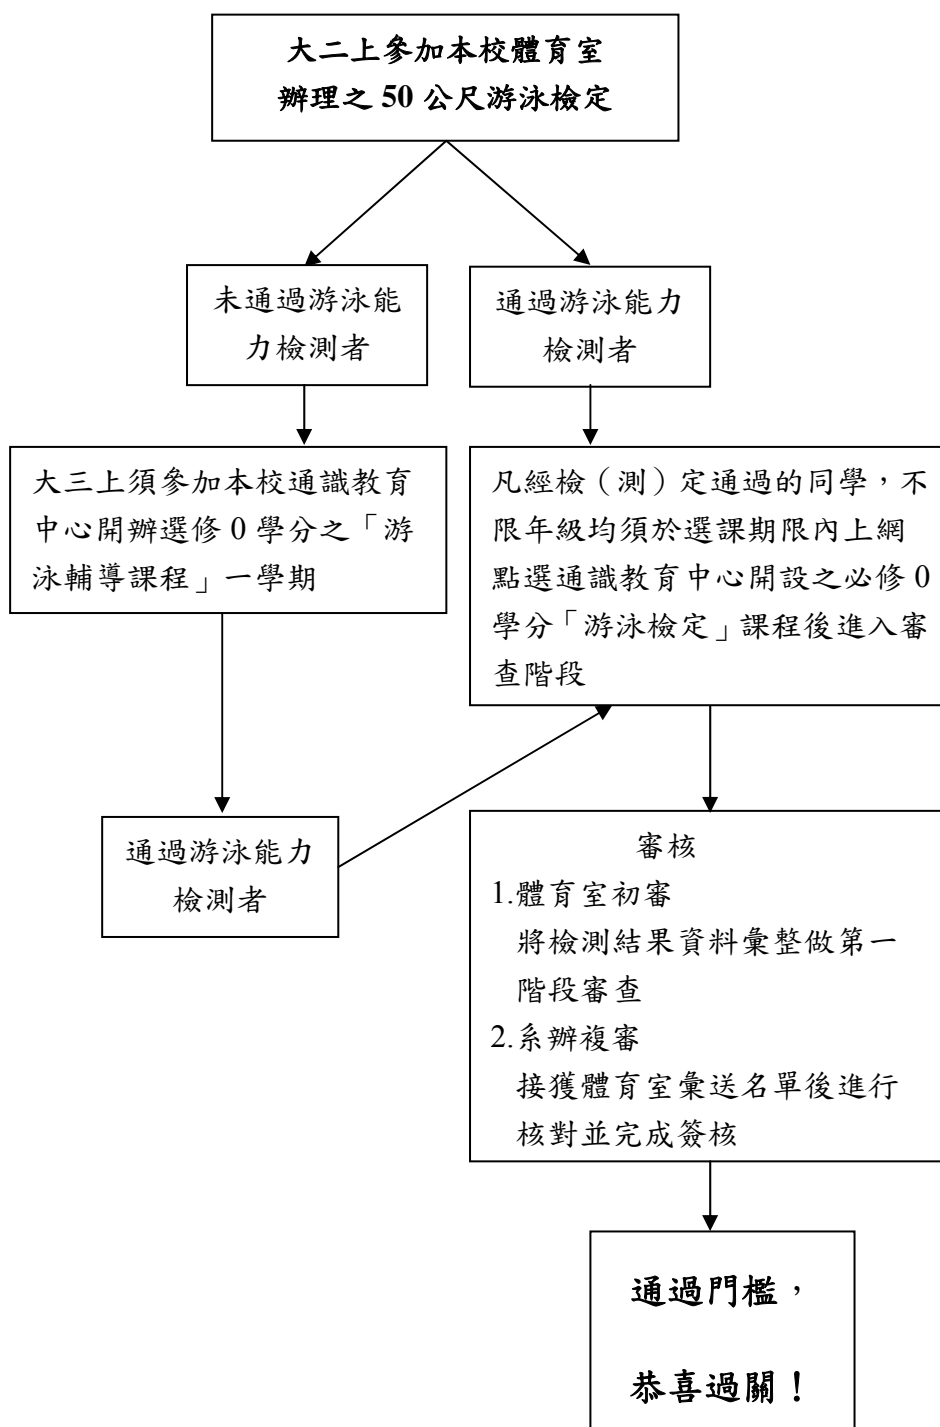 大二上參加本校體育室
辦理之 50 公尺游泳檢定
未通過游泳能
力檢測者
通過游泳能力
檢測者
大三上須參加本校通識教育
中心開辦選修 0 學分之「游
泳輔導課程」一學期
凡經檢（測）定通過的同學，不
限年級均須於選課期限內上網
點選通識教育中心開設之必修 0
學分「游泳檢定」課程後進入審
查階段
通過游泳能力
檢測者
審核
1.體育室初審
將檢測結果資料彙整做第一
階段審查
2.系辦複審
接獲體育室彙送名單後進行
核對並完成簽核
通過門檻，
恭喜過關！